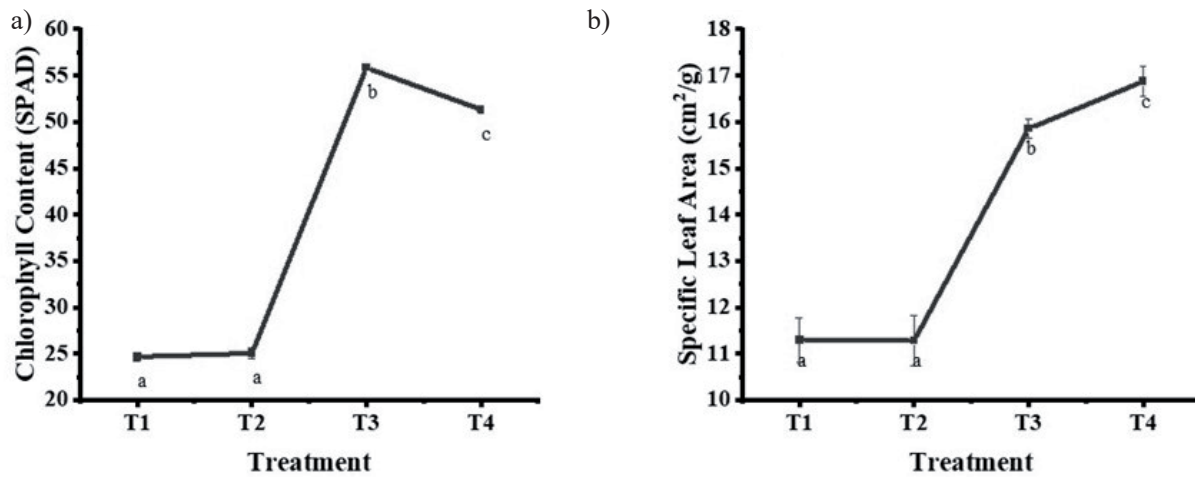 a)
Chlorophyll Content (SPAD)
60
55
50
45
40
35
30
25
20
a
a
b
c
T1 T2 T3 T4
Treatment
b)
Specific Leaf Area (cm²/g)
18
17
16
15
14
13
12
11
10
a
a
b
c
T1 T2 T3 T4
Treatment